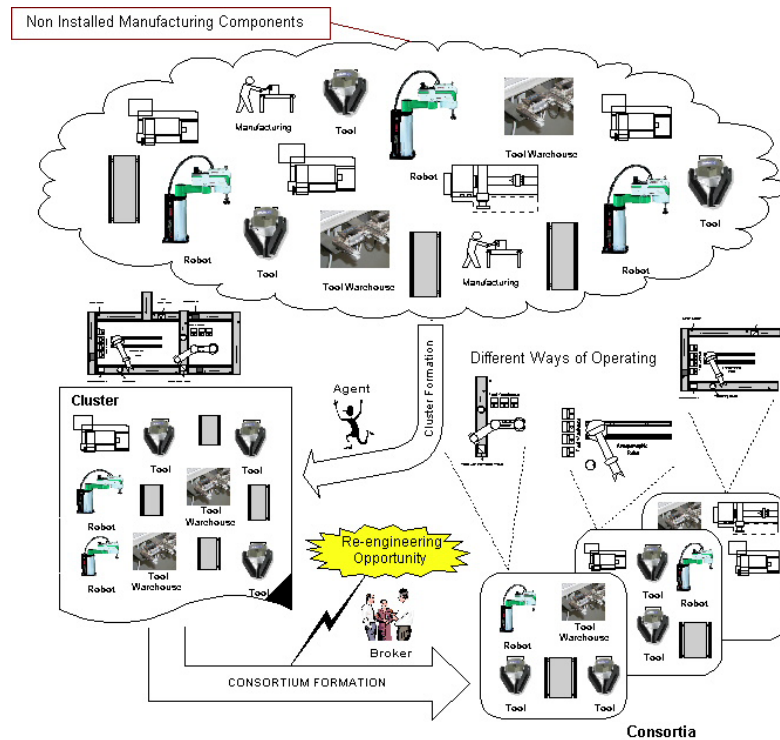 Non Installed Manufacturing Components
Manufacturing
Tool
Robot
Tool Warehouse
Tool
Robot
Tool
Tool Warehouse
Manufacturing
Robot
Cluster Formation
Different Ways of Operating
Agent
Cluster
Tool
Tool
Robot
Tool
Warehouse
Robot
Tool
Warehouse
Tool
Re-engineering
Opportunity
Broker
CONSORTIUM FORMATION
Tool
Robot
Tool
Robot
Tool
Warehouse
Tool
Tool
Consortia